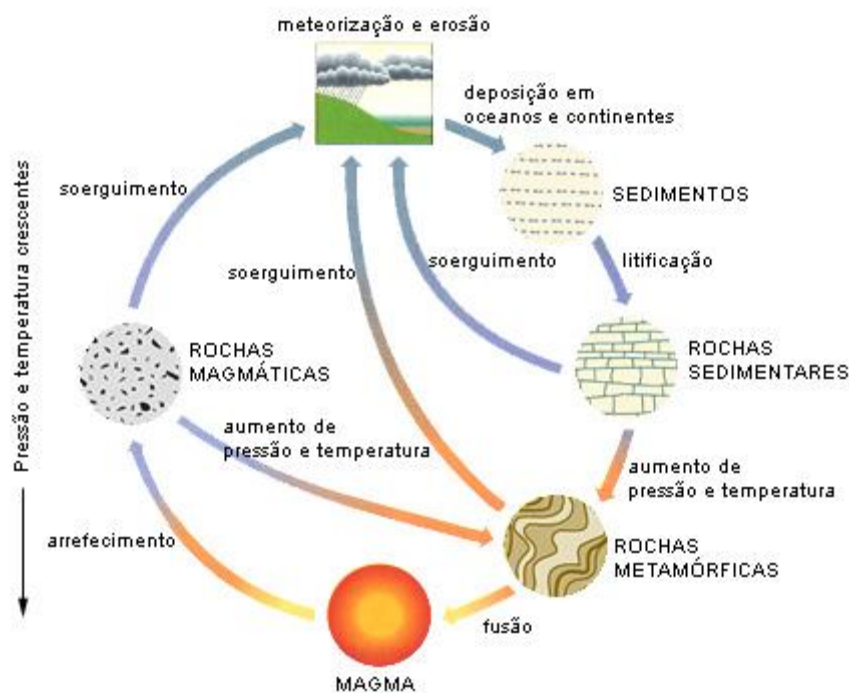 meteorização e erosão
deposição em
oceanos e continentes
soerguimento
SEDIMENTOS
soerguimento
soerguimento
litificação
Pressão e temperatura crescentes
ROCHAS
MAGMÁTICAS
ROCHAS
SEDIMENTARES
aumento de
pressão e temperatura
aumento de
pressão e temperatura
arrefecimento
ROCHAS
METAMÓRFICAS
fusão
MAGMA